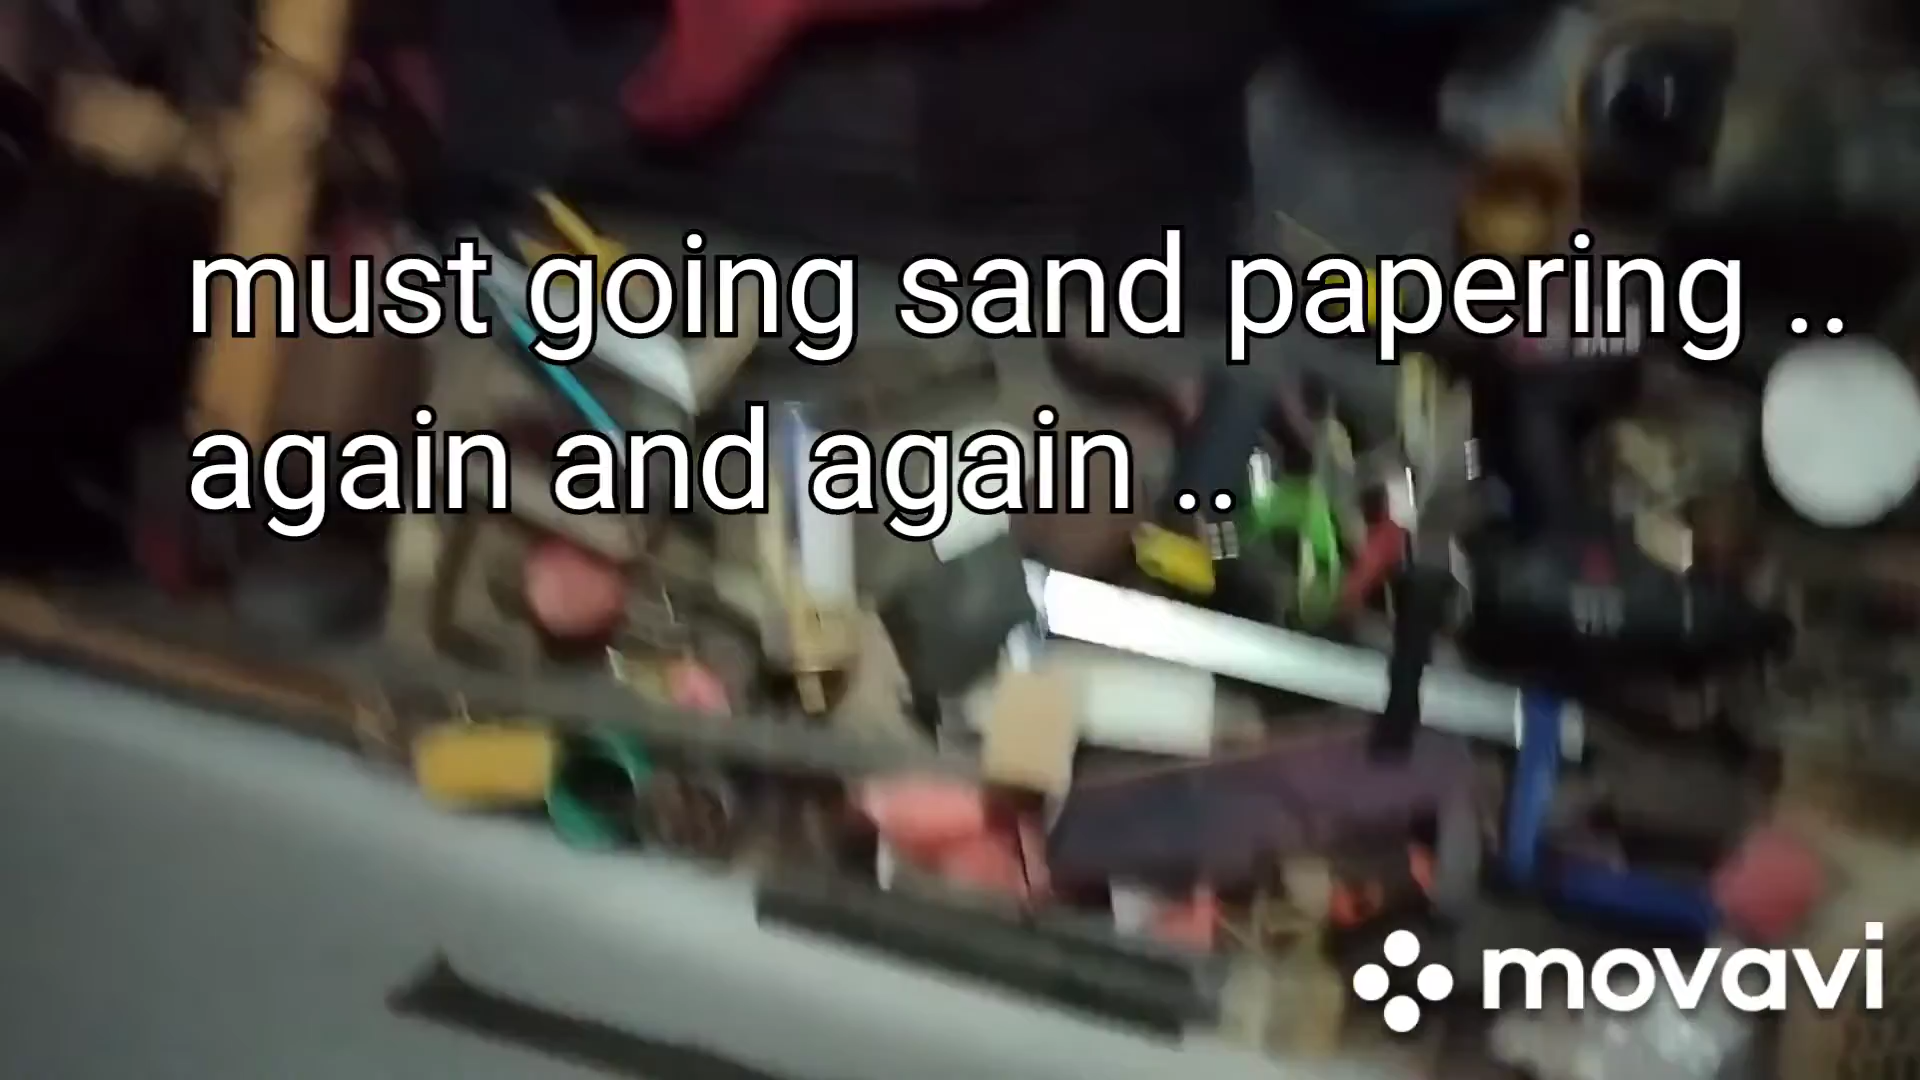 must going sand papering ..
again and again ..
movavi